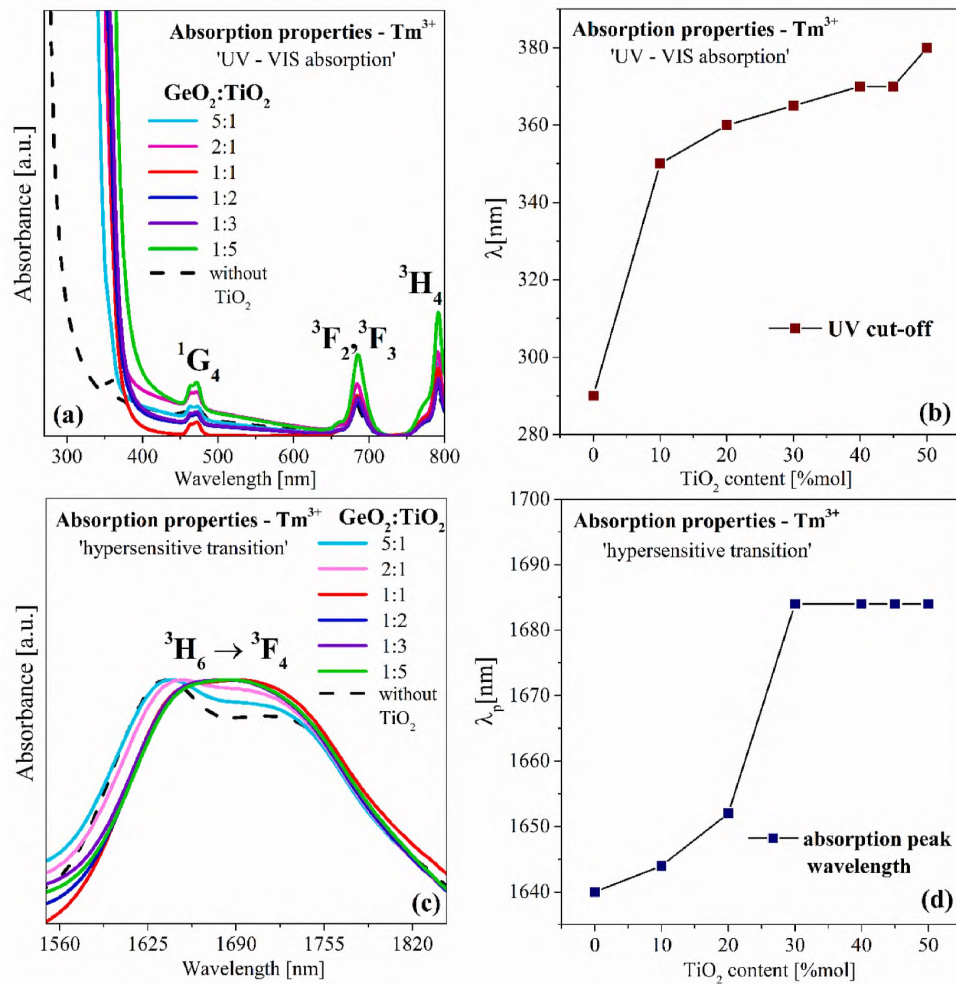 Absorption properties - Tm³⁺
'UV - VIS absorption'
GeO₂:TiO₂
5:1
2:1
1:1
1:2
1:3
1:5
without
TiO₂
³H₄
³F₂,³F₃
¹G₄
(a)
Absorbance [a.u.]
300 400 500 600 700 800
Wavelength [nm]
Absorption properties - Tm³⁺
'UV - VIS absorption'
380
360
340
320
300
280
λ[nm]
UV cut-off
(b)
0 10 20 30 40 50
TiO₂ content [%mol]
Absorption properties - Tm³⁺
'hypersensitive transition'
GeO₂:TiO₂
5:1
2:1
1:1
1:2
1:3
1:5
without
TiO₂
³H₆ → ³F₄
(c)
Absorbance [a.u.]
1560 1625 1690 1755 1820
Wavelength [nm]
Absorption properties - Tm³⁺
'hypersensitive transition'
1700
1690
1680
1670
1660
1650
1640
λₚ[nm]
absorption peak
wavelength
(d)
0 10 20 30 40 50
TiO₂ content [%mol]